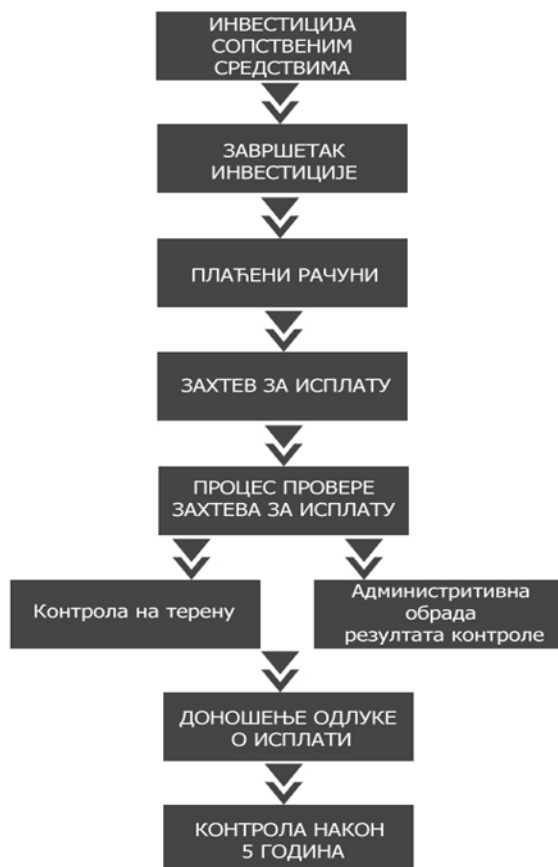 ИНВЕСТИЦИЈА
СОПСТВЕНИМ
СРЕДСТВИМА
ЗАВРШЕТАК
ИНВЕСТИЦИЈЕ
ПЛАЋЕНИ РАЧУНИ
ЗАХТЕВ ЗА ИСПЛАТУ
ПРОЦЕС ПРОВЕРЕ
ЗАХТЕВА ЗА ИСПЛАТУ
Контрола на терену
Администритивна
обрада
резултата контроле
ДОНОШЕЊЕ ОДЛУКЕ
О ИСПЛАТИ
КОНТРОЛА НАКОН
5 ГОДИНА